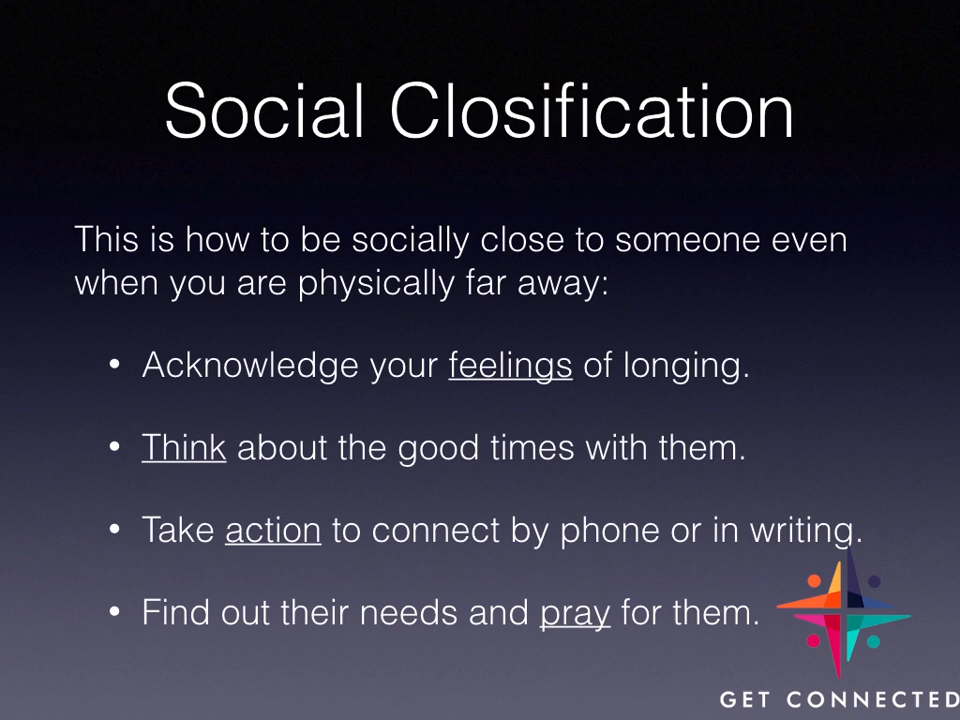 Social Closification
This is how to be socially close to someone even
when you are physically far away:
• Acknowledge your feelings of longing.
• Think about the good times with them.
• Take action to connect by phone or in writing.
• Find out their needs and pray for them.
GET CONNECTED